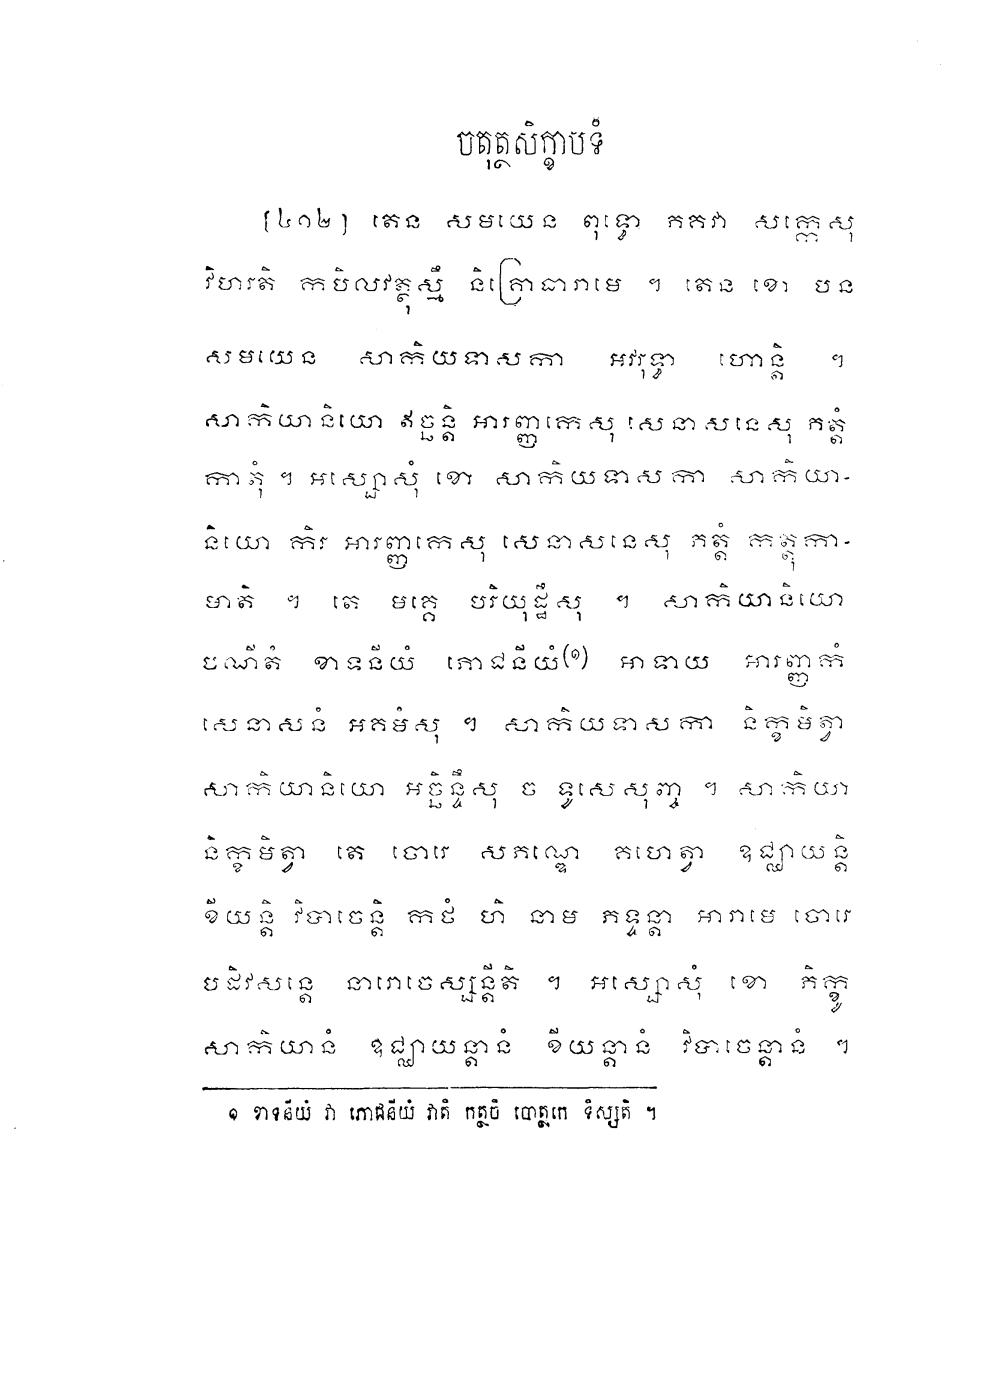 ចតុត្ថសិក្ខាបទំ
[៤១២] តេន សមយេន ពុទ្ធោ ភគវា សក្កេសុ
វិហរតិ កបិលវត្ថុស្មឹ និគ្រោធារាមេ ។ តេន ខោ បន
សមយេន សាកិយទាសកា អវរុទ្ធា ហោន្តិ ។
សាកិយានិយោ ឥច្ឆន្តិ អារញ្ញកេសុ សេនាសនេសុ ភត្តំ
កាតុំ ។ អស្សោសុំ ខោ សាកិយទាសកា សាកិយា-
និយោ កិរ អារញ្ញកេសុ សេនាសនេសុ ភត្តំ កត្តុកា-
មាតិ ។ តេ មគ្គេ បរិយុដ្ឋឹសុ ។ សាកិយានិយោ
បណីតំ ខាទនីយំ ភោជនីយំ(១) អាទាយ អារញ្ញកំ
សេនាសនំ អគមំសុ ។ សាកិយទាសកា និក្ខមិត្វា
សាកិយានិយោ អច្ឆិន្ទឹសុ ច ទូសេសុញ្ច ។ សាកិយា
និក្ខមិត្វា តេ ចោរេ សភណ្ឌេ គហេត្វា ឧជ្ឈាយន្តិ
ខីយន្តិ វិបាចេន្តិ កថំ ហិ នាម ភទ្ទន្តា អារាមេ ចោរេ
បដិវសន្តេ នារោចេស្សន្តីតិ ។ អស្សោសុំ ខោ ភិក្ខូ
សាកិយានំ ឧជ្ឈាយន្តានំ ខីយន្តានំ វិបាចេន្តានំ ។
១ ខាទនីយំ វា ភោជនីយំ វាតិ កត្ថចិ បោត្ថកេ ទិស្សតិ ។